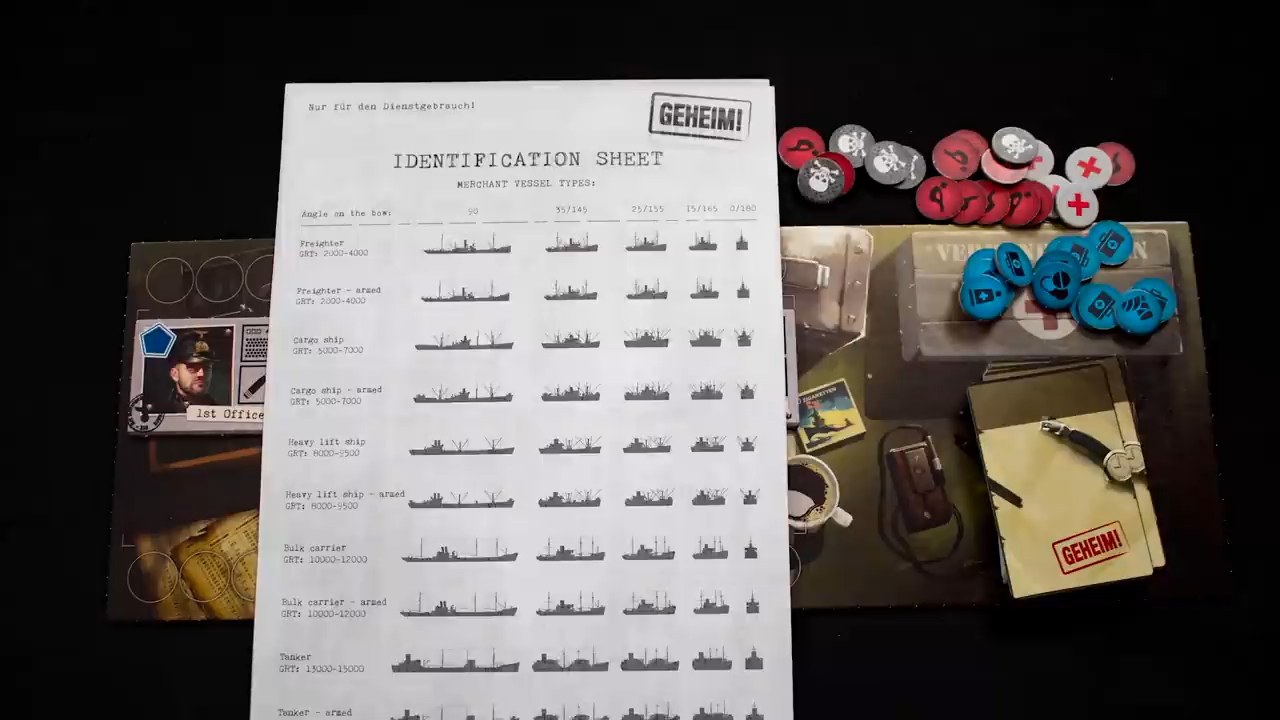 Nur für den Dienstgebrauch!
GEHEIM!
IDENTIFICATION SHEET
MERCHANT VESSEL TYPES:
Angle on the bow: 90 35/145 25/155 15/165 0/180
Freighter
GRT: 2000-4000
Freighter - armed
GRT: 2000-4000
Cargo ship
GRT: 5000-7000
Cargo ship - armed
GRT: 5000-7000
Heavy lift ship
GRT: 8000-9500
Heavy lift ship - armed
GRT: 8000-9500
Bulk carrier
GRT: 10000-12000
Bulk carrier - armed
GRT: 10000-12000
Tanker
GRT: 13000-15000
Tanker - armed
1st Office
ZIGARETTEN
GEHEIM!